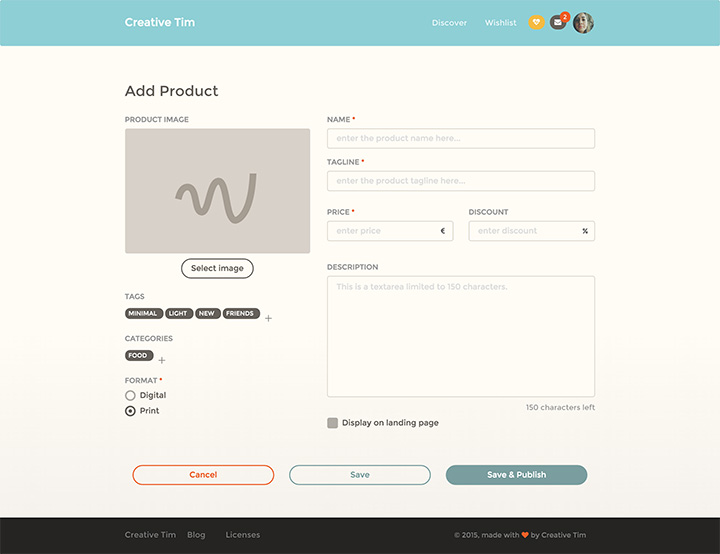 Creative Tim
Discover
Wishlist
2
Add Product
PRODUCT IMAGE
Select image
TAGS
MINIMAL LIGHT NEW FRIENDS +
CATEGORIES
FOOD +
FORMAT *
Digital
Print
NAME *
enter the product name here...
TAGLINE *
enter the product tagline here...
PRICE *
DISCOUNT
enter price €
enter discount %
DESCRIPTION
This is a textarea limited to 150 characters.
150 characters left
Display on landing page
Cancel
Save
Save & Publish
Creative Tim
Blog
Licenses
© 2015, made with ❤ by Creative Tim